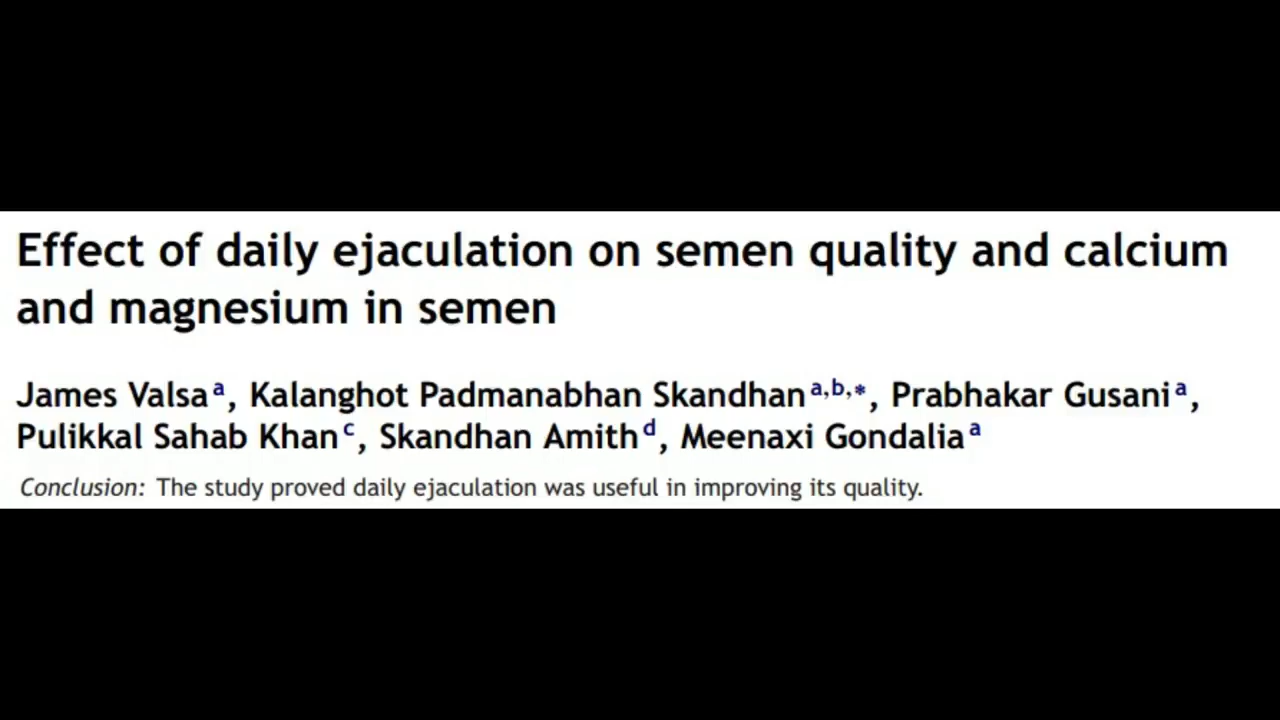 Effect of daily ejaculation on semen quality and calcium
and magnesium in semen
James Valsa a, Kalanghot Padmanabhan Skandhan a,b,*, Prabhakar Gusani a,
Pulikkal Sahab Khan c, Skandhan Amith d, Meenaxi Gondalia a
Conclusion: The study proved daily ejaculation was useful in improving its quality.